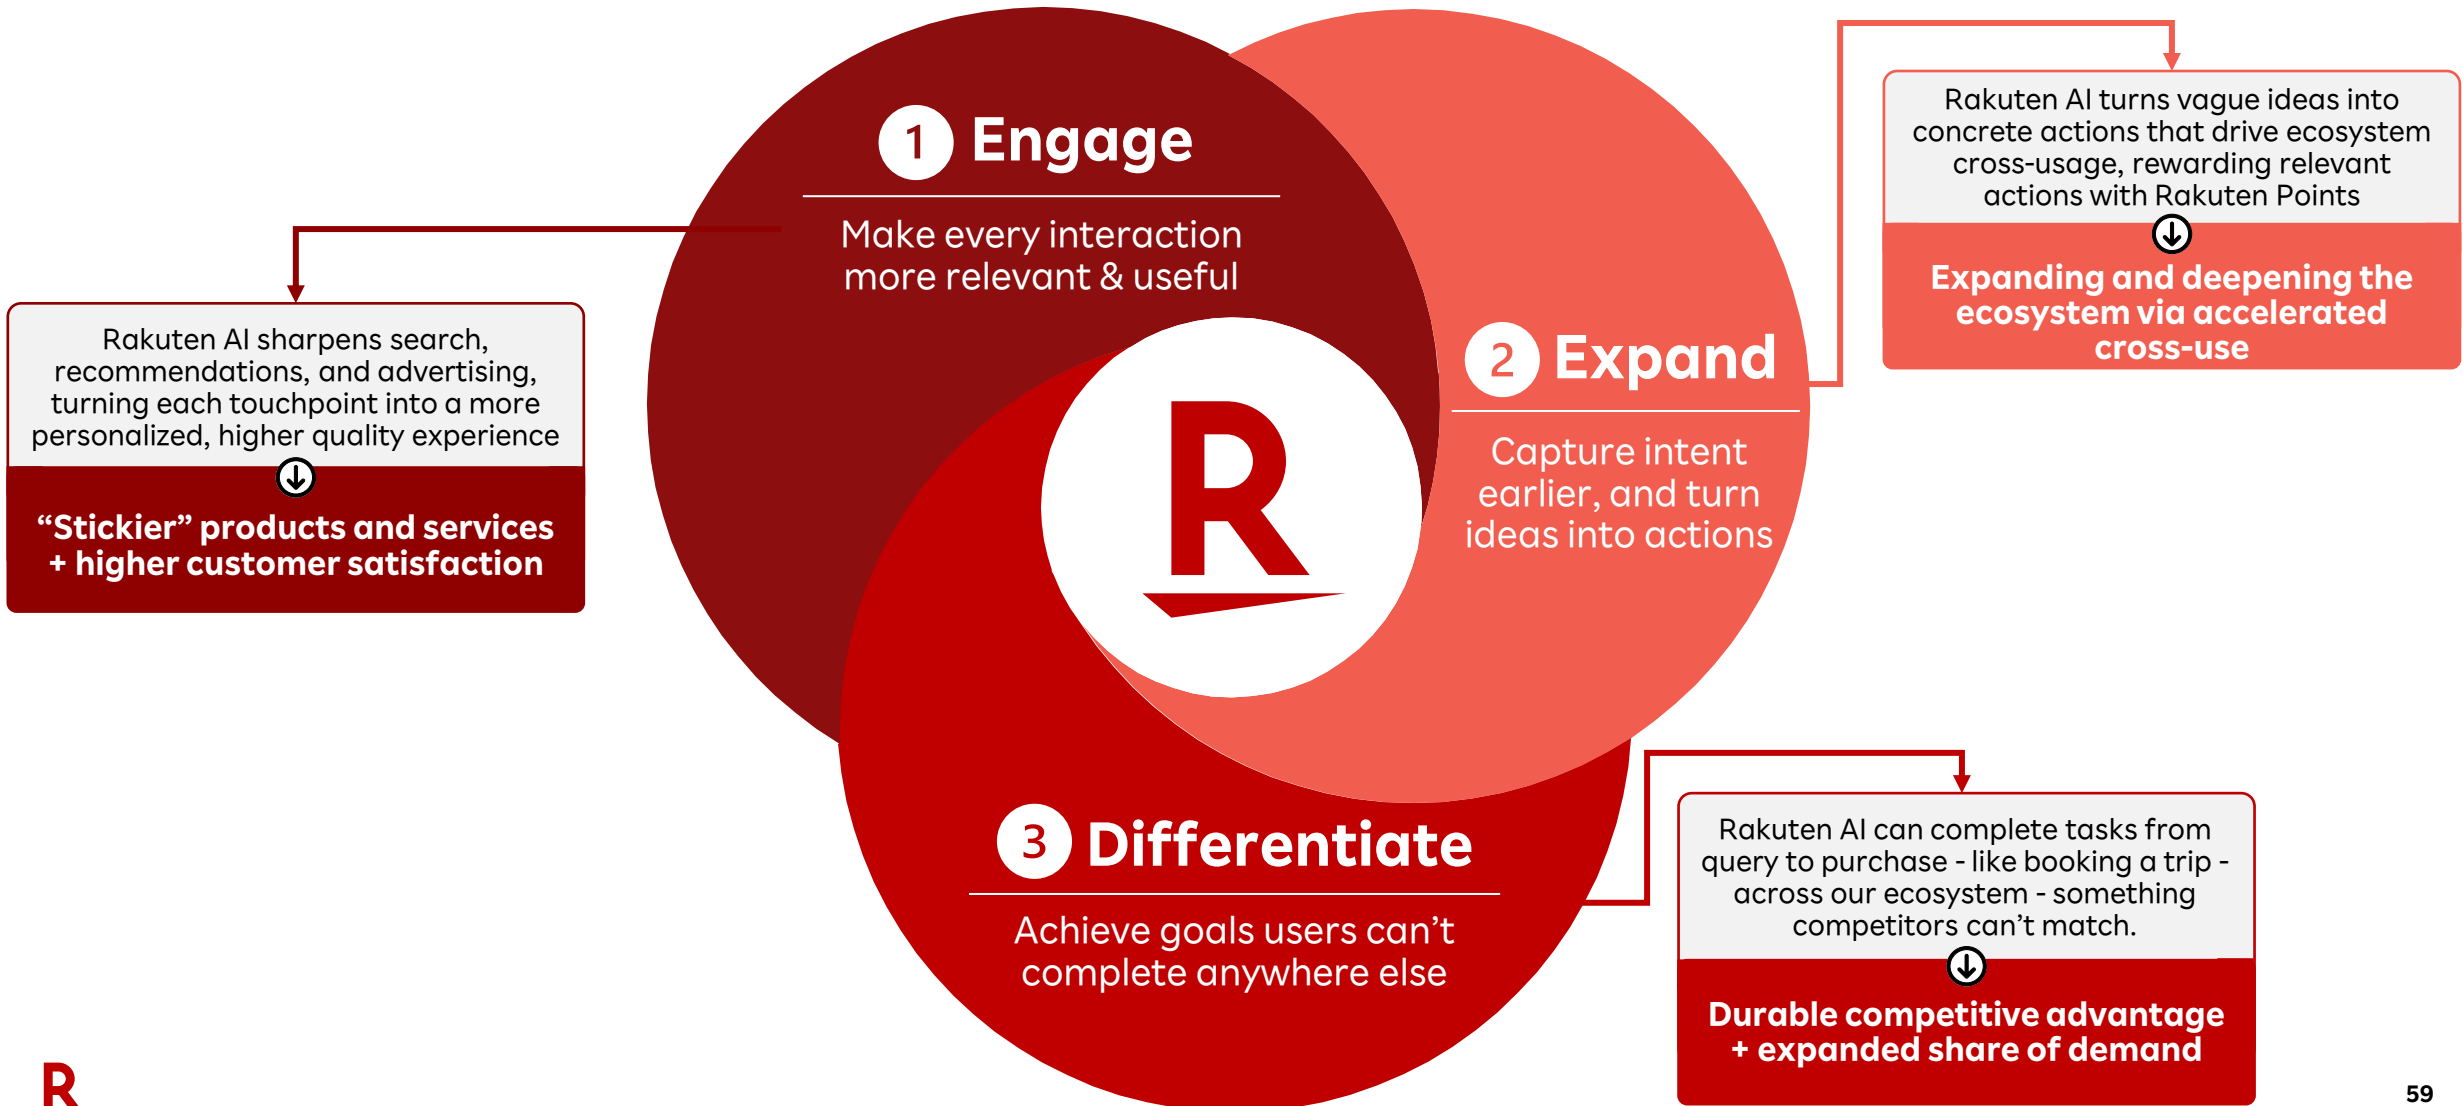 1 Engage
Make every interaction
more relevant & useful
Rakuten AI sharpens search,
recommendations, and advertising,
turning each touchpoint into a more
personalized, higher quality experience
“Stickier” products and services
+ higher customer satisfaction
2 Expand
Capture intent
earlier, and turn
ideas into actions
Rakuten AI turns vague ideas into
concrete actions that drive ecosystem
cross-usage, rewarding relevant
actions with Rakuten Points
Expanding and deepening the
ecosystem via accelerated
cross-use
R
3 Differentiate
Achieve goals users can’t
complete anywhere else
Rakuten AI can complete tasks from
query to purchase - like booking a trip -
across our ecosystem - something
competitors can’t match.
Durable competitive advantage
+ expanded share of demand
R
59